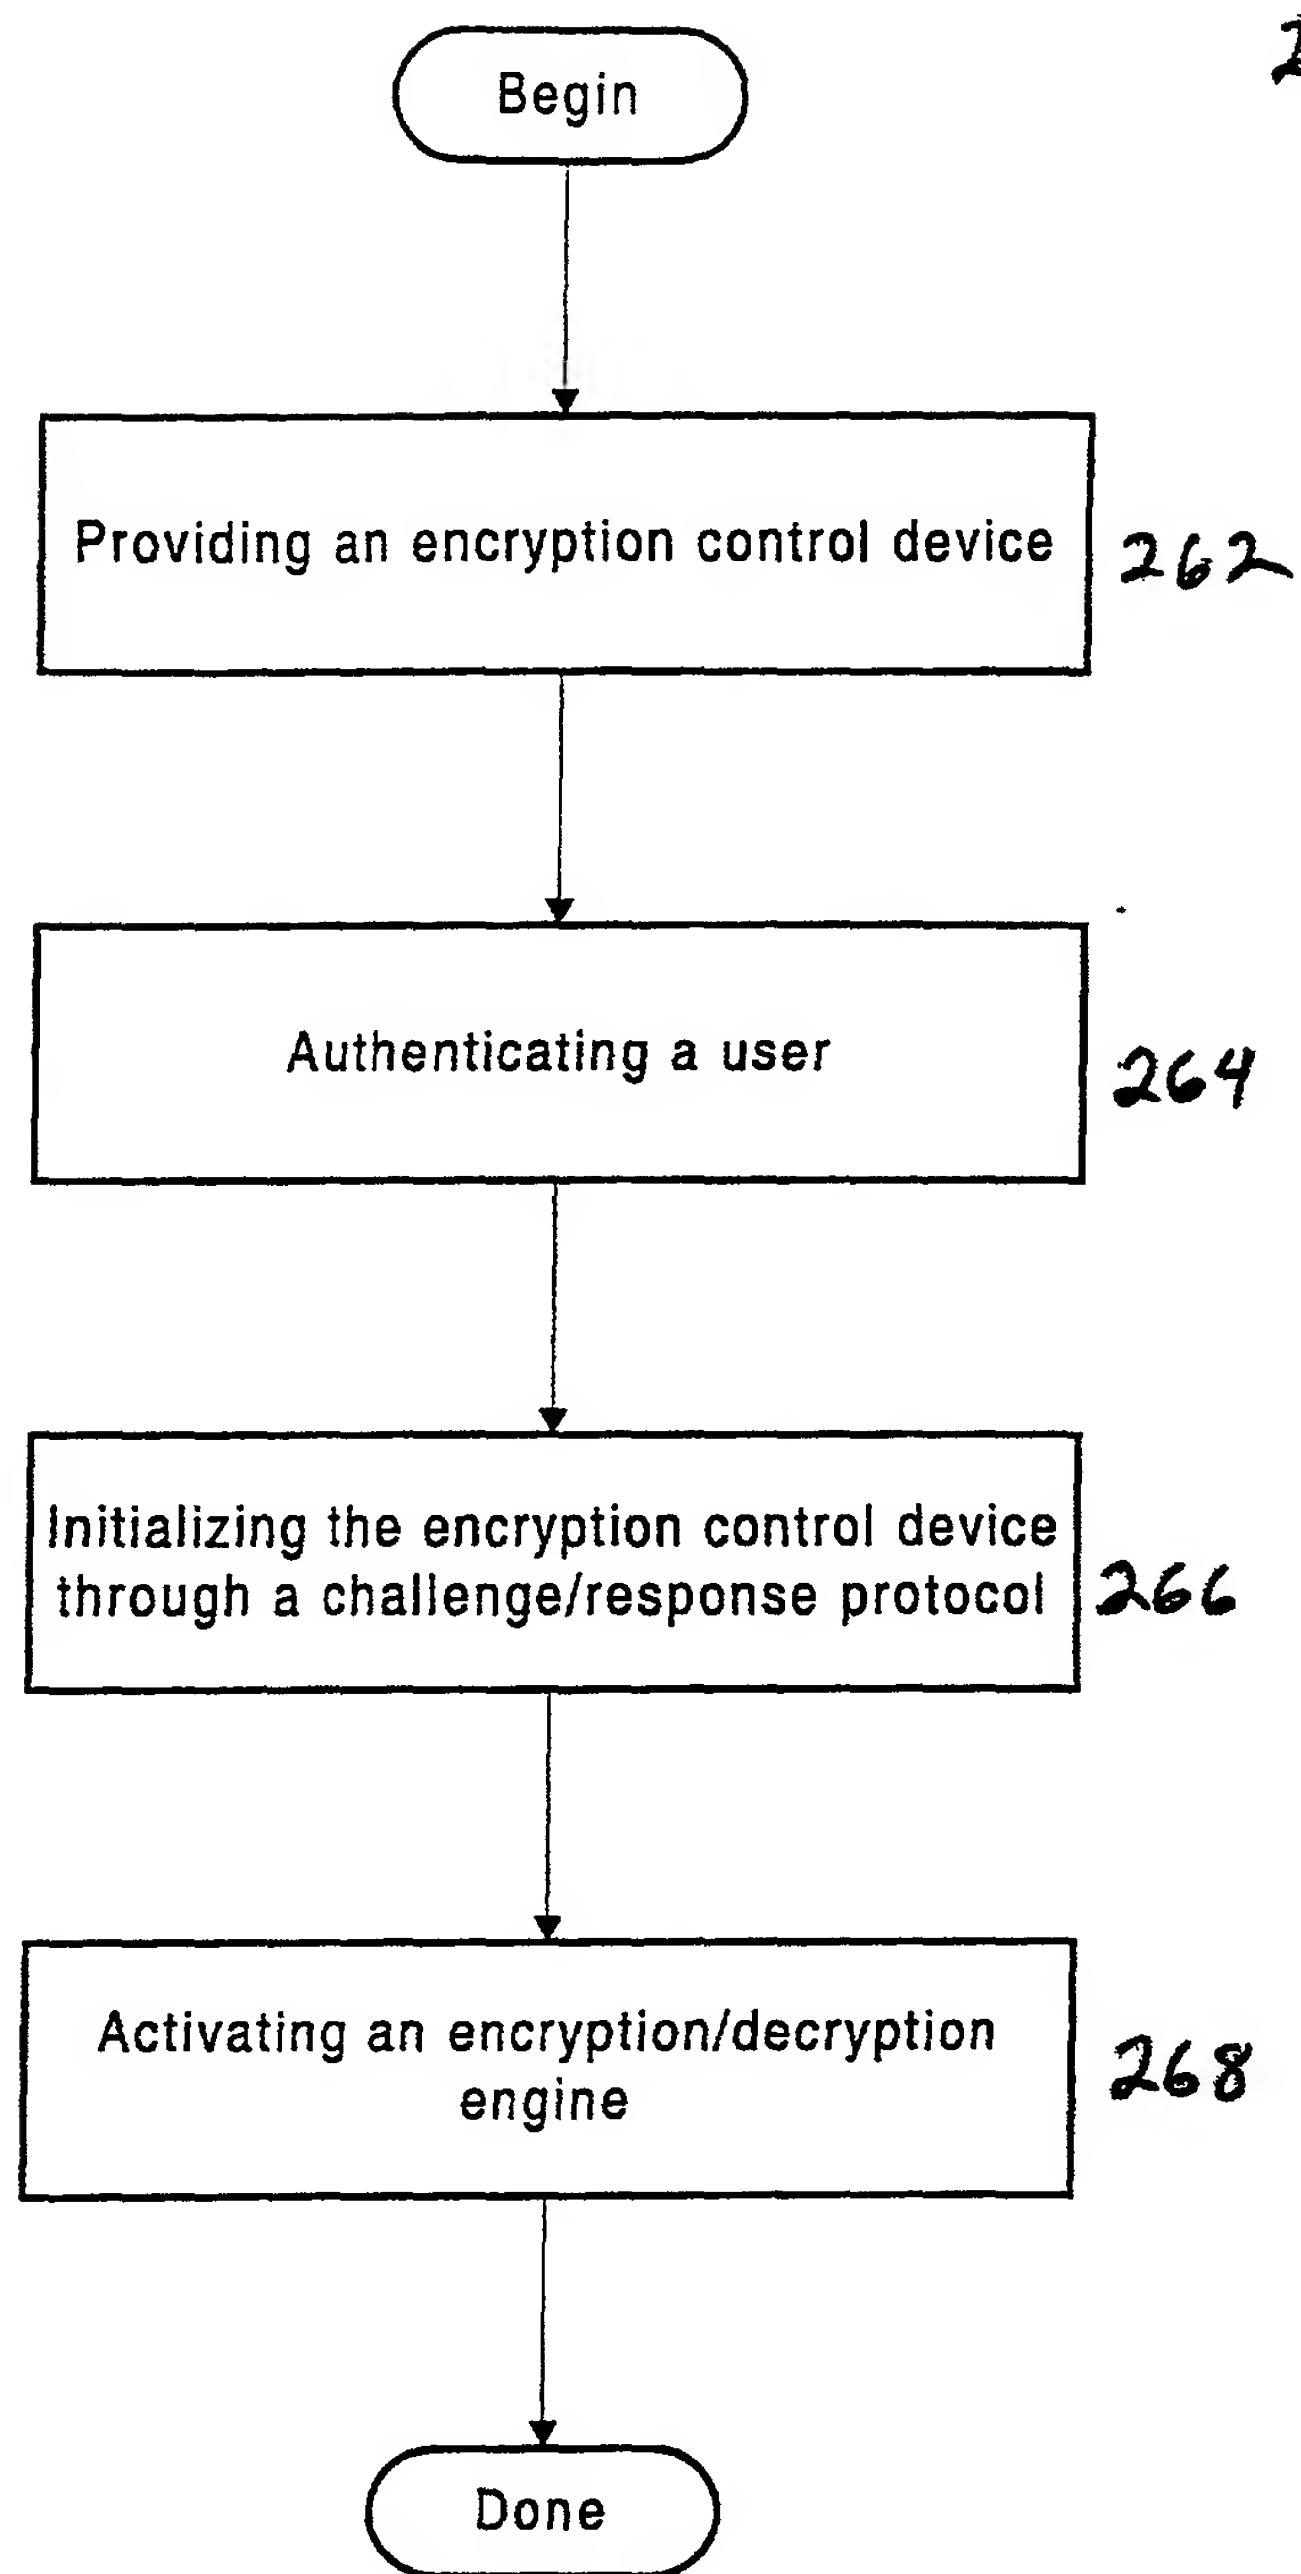 Begin
Providing an encryption control device
262
Authenticating a user
264
Initializing the encryption control device
through a challenge/response protocol
266
Activating an encryption/decryption
engine
268
Done